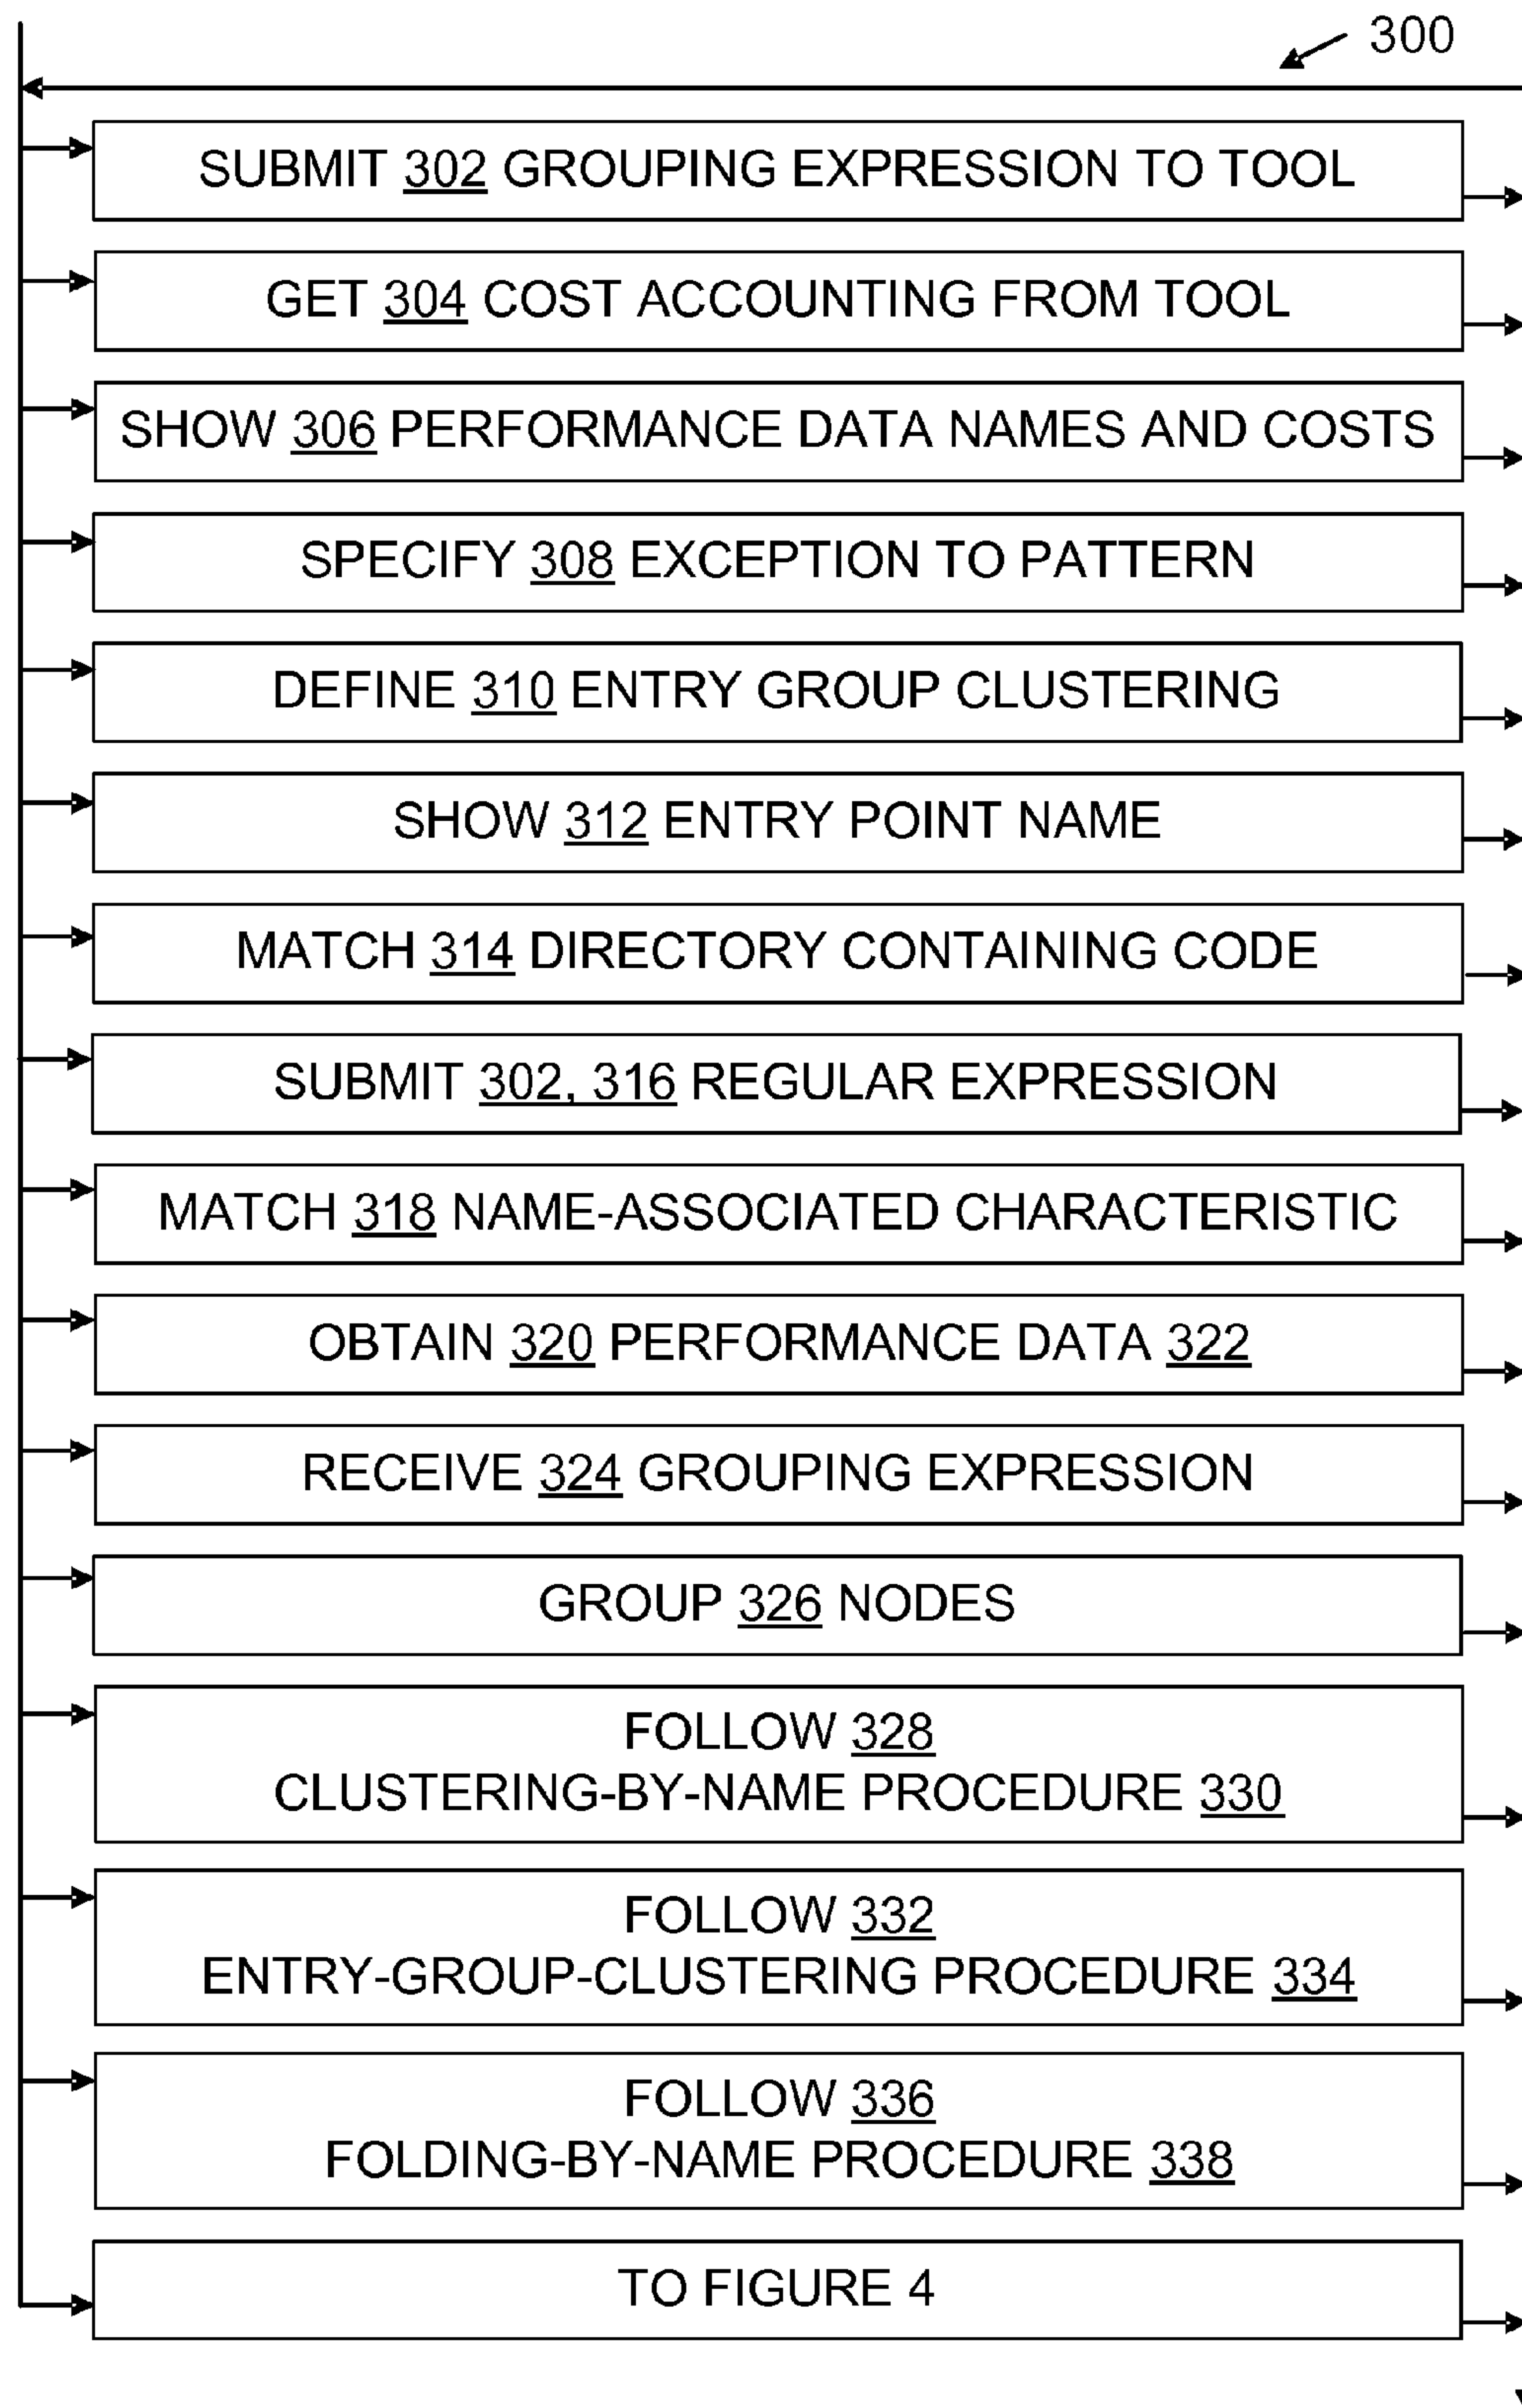 300
SUBMIT 302 GROUPING EXPRESSION TO TOOL
GET 304 COST ACCOUNTING FROM TOOL
SHOW 306 PERFORMANCE DATA NAMES AND COSTS
SPECIFY 308 EXCEPTION TO PATTERN
DEFINE 310 ENTRY GROUP CLUSTERING
SHOW 312 ENTRY POINT NAME
MATCH 314 DIRECTORY CONTAINING CODE
SUBMIT 302, 316 REGULAR EXPRESSION
MATCH 318 NAME-ASSOCIATED CHARACTERISTIC
OBTAIN 320 PERFORMANCE DATA 322
RECEIVE 324 GROUPING EXPRESSION
GROUP 326 NODES
FOLLOW 328
CLUSTERING-BY-NAME PROCEDURE 330
FOLLOW 332
ENTRY-GROUP-CLUSTERING PROCEDURE 334
FOLLOW 336
FOLDING-BY-NAME PROCEDURE 338
TO FIGURE 4